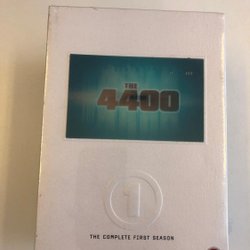 THE
4400
1
THE COMPLETE FIRST SEASON